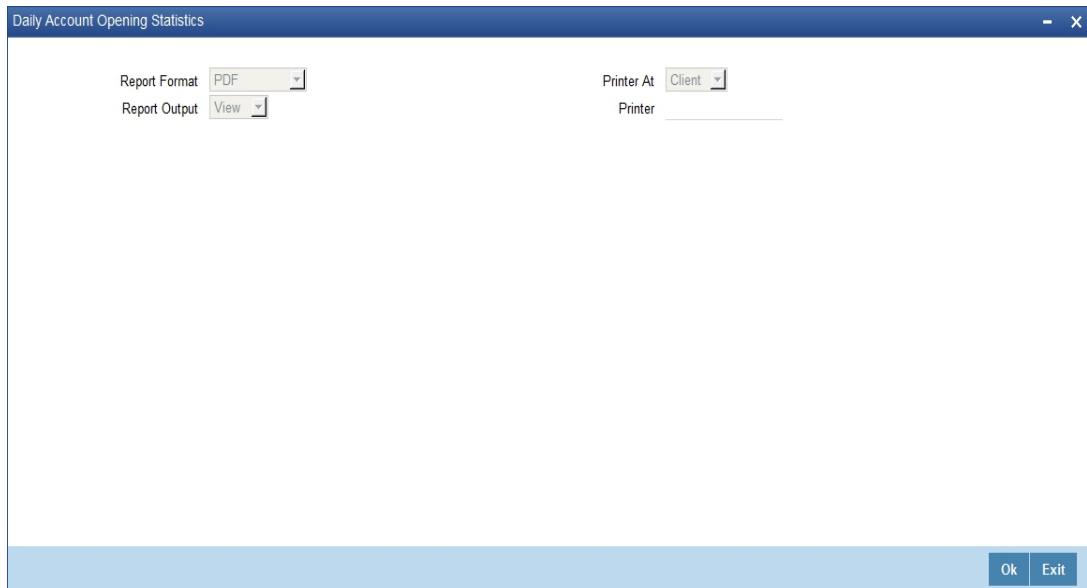 Daily Account Opening Statistics
Report Format PDF Printer At Client
Report Output View Printer
Ok Exit